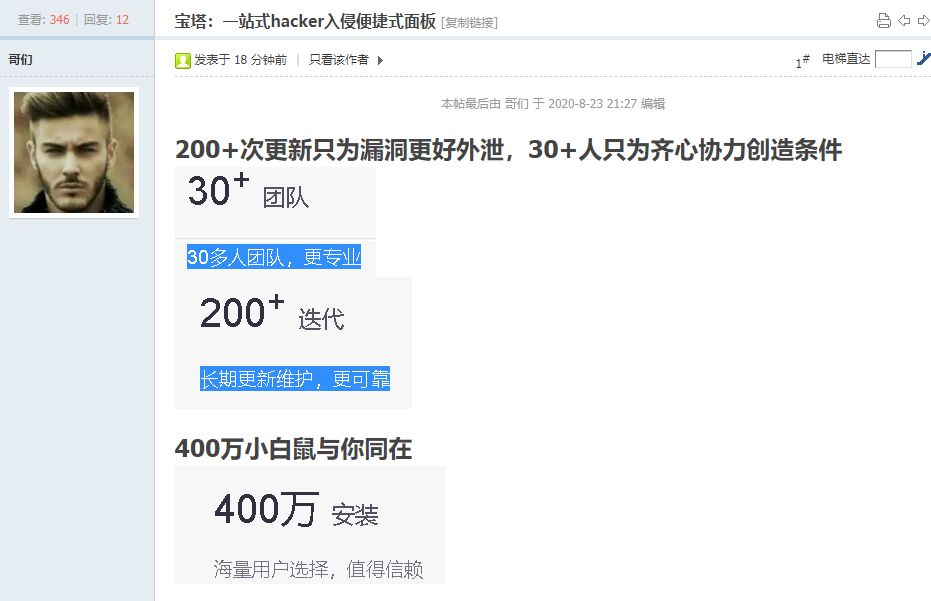 查看: 346 | 回复: 12
宝塔：一站式hacker入侵便捷式面板 [复制链接]
哥们
发表于 18 分钟前 | 只看该作者
1#
电梯直达
本帖最后由 哥们 于 2020-8-23 21:27 编辑
200+次更新只为漏洞更好外泄，30+人只为齐心协力创造条件
30+ 团队
30多人团队，更专业
200+ 迭代
长期更新维护，更可靠
400万小白鼠与你同在
400万 安装
海量用户选择，值得信赖